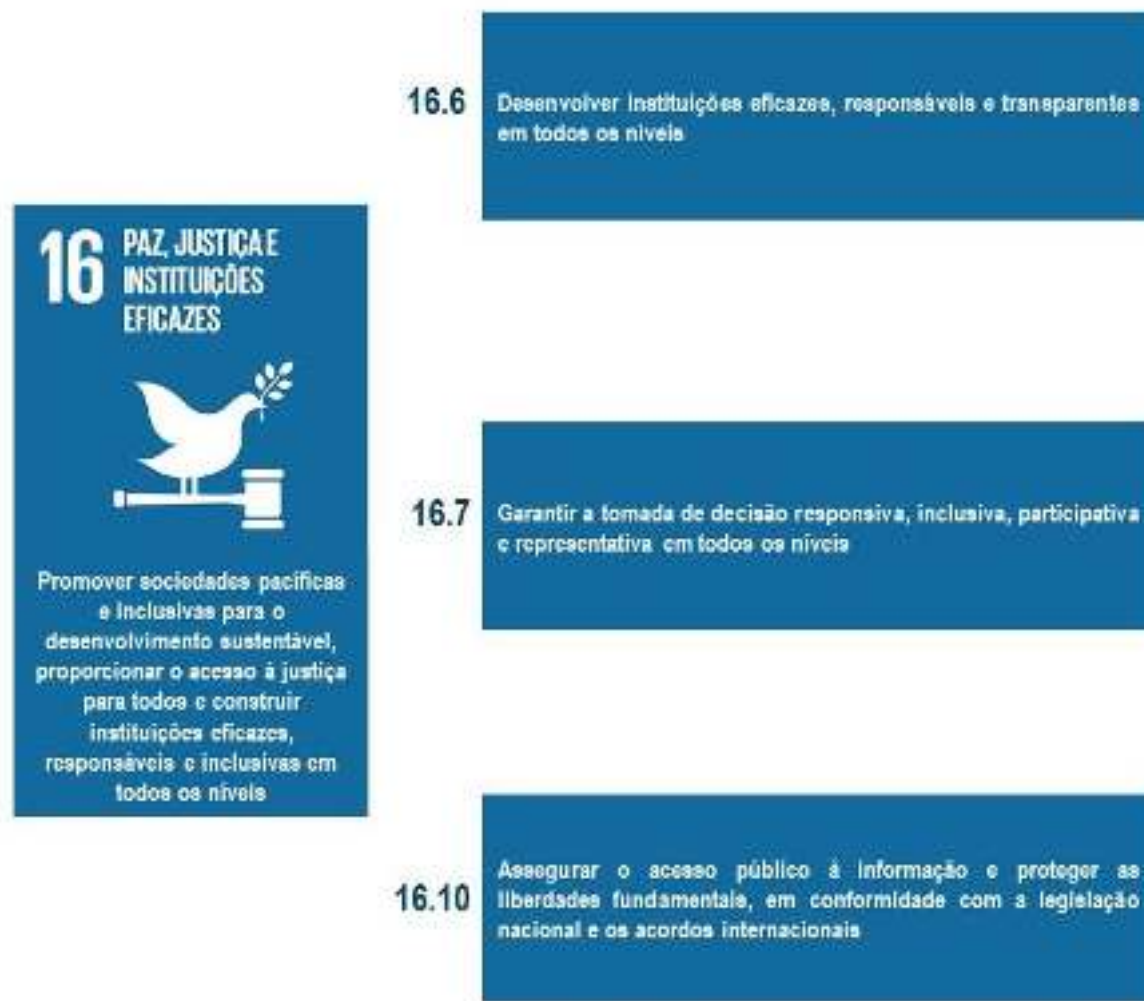 16.6
Desenvolver instituições eficazes, responsáveis e transparentes
em todos os níveis
16 PAZ, JUSTIÇA E
INSTITUIÇÕES
EFICAZES
Promover sociedades pacíficas
e inclusivas para o
desenvolvimento sustentável,
proporcionar o acesso à justiça
para todos e construir
instituições eficazes,
responsáveis e inclusivas em
todos os níveis
16.7
Garantir a tomada de decisão responsiva, inclusiva, participativa
e representativa em todos os níveis
16.10
Assegurar o acesso público à informação e proteger as
liberdades fundamentais, em conformidade com a legislação
nacional e os acordos internacionais